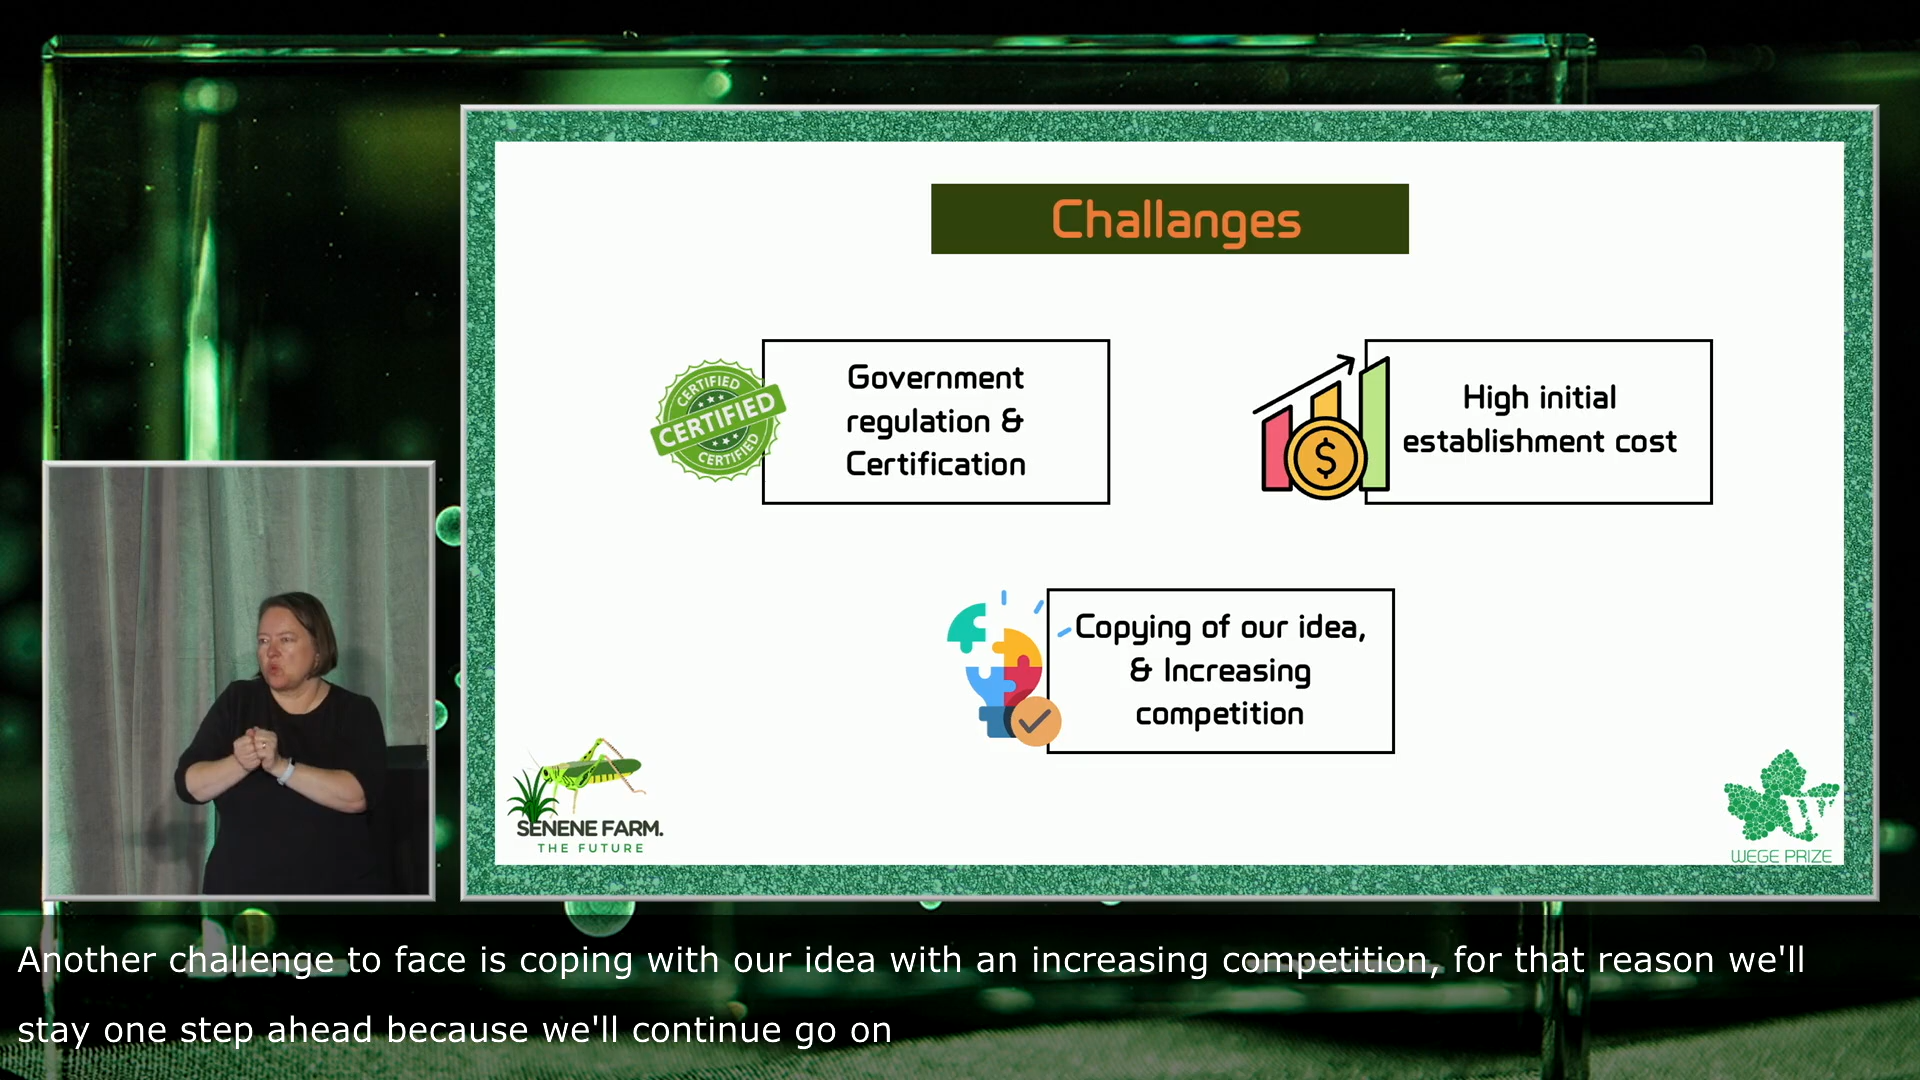 Challanges
CERTIFIED
CERTIFIED
CERTIFIED
Government
regulation &
Certification
$
High initial
establishment cost
Copying of our idea,
& Increasing
competition
SENENE FARM.
THE FUTURE
W
WEGE PRIZE
Another challenge to face is coping with our idea with an increasing competition, for that reason we'll
stay one step ahead because we'll continue go on